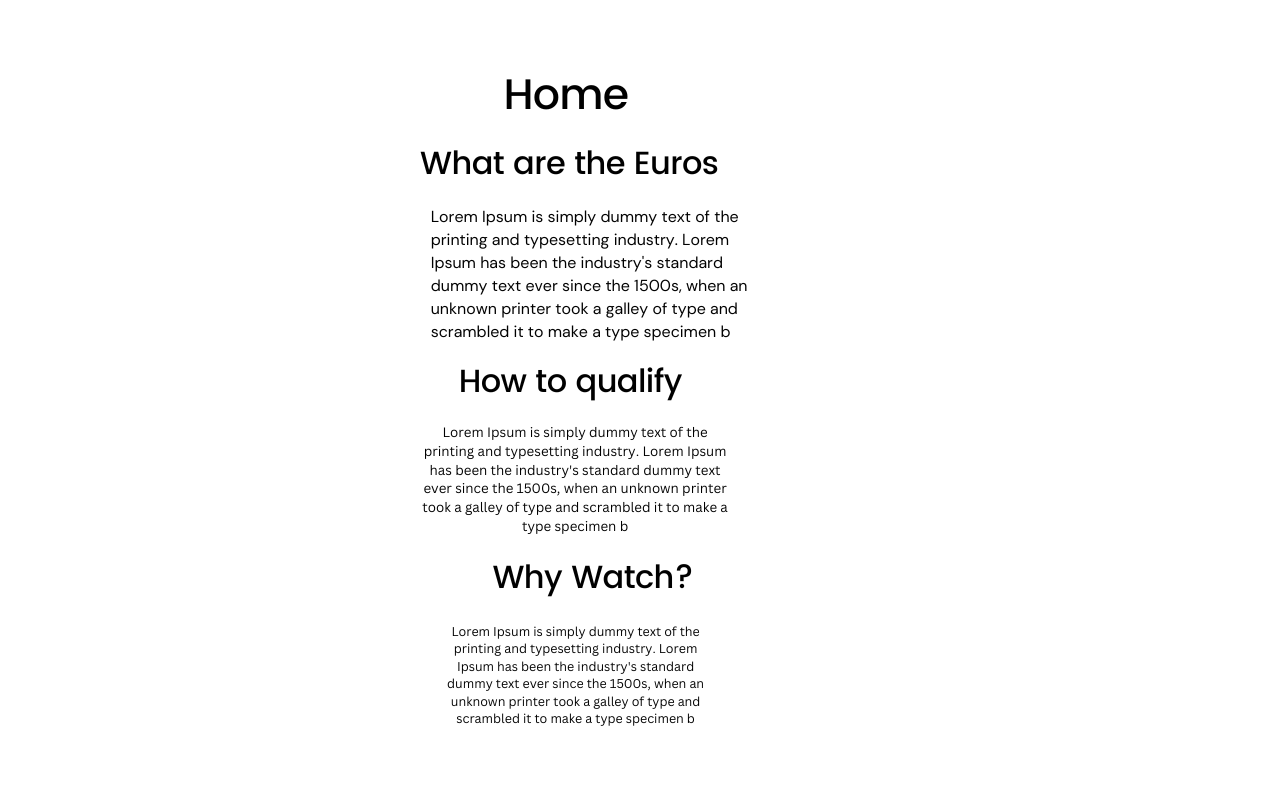 Home
What are the Euros
Lorem Ipsum is simply dummy text of the
printing and typesetting industry. Lorem
Ipsum has been the industry's standard
dummy text ever since the 1500s, when an
unknown printer took a galley of type and
scrambled it to make a type specimen b
How to qualify
Lorem Ipsum is simply dummy text of the
printing and typesetting industry. Lorem Ipsum
has been the industry's standard dummy text
ever since the 1500s, when an unknown printer
took a galley of type and scrambled it to make a
type specimen b
Why Watch?
Lorem Ipsum is simply dummy text of the
printing and typesetting industry. Lorem
Ipsum has been the industry's standard
dummy text ever since the 1500s, when an
unknown printer took a galley of type and
scrambled it to make a type specimen b